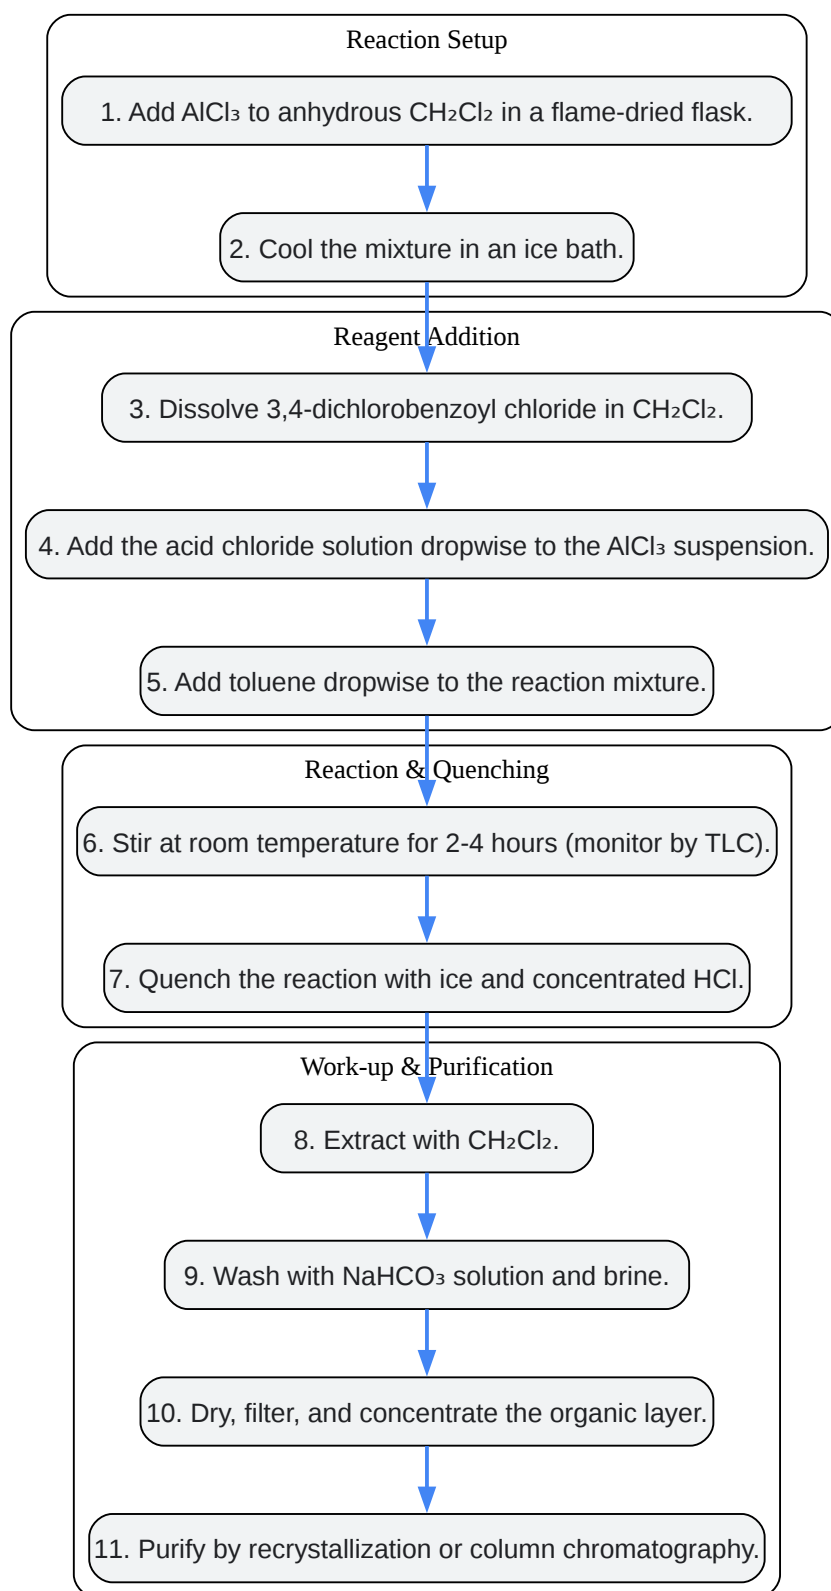 Reaction Setup
1. Add AlCl₃ to anhydrous CH₂Cl₂ in a flame-dried flask.
2. Cool the mixture in an ice bath.
Reagent Addition
3. Dissolve 3,4-dichlorobenzoyl chloride in CH₂Cl₂.
4. Add the acid chloride solution dropwise to the AlCl₃ suspension.
5. Add toluene dropwise to the reaction mixture.
Reaction & Quenching
6. Stir at room temperature for 2-4 hours (monitor by TLC).
7. Quench the reaction with ice and concentrated HCl.
Work-up & Purification
8. Extract with CH₂Cl₂.
9. Wash with NaHCO₃ solution and brine.
10. Dry, filter, and concentrate the organic layer.
11. Purify by recrystallization or column chromatography.